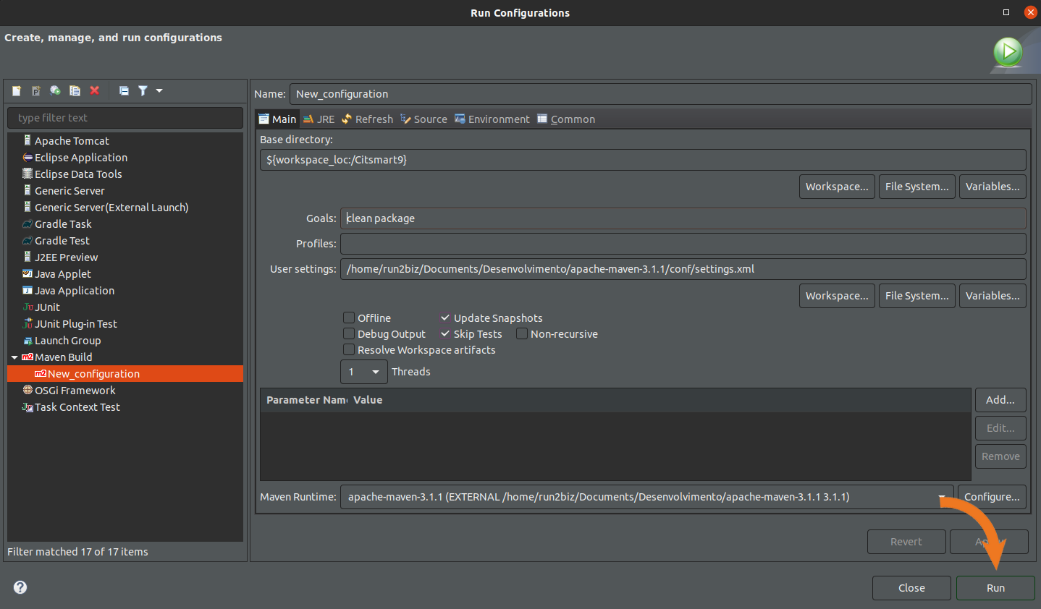 Run Configurations
Create, manage, and run configurations
type filter text
Apache Tomcat
Eclipse Application
Eclipse Data Tools
Generic Server
Generic Server(External Launch)
Gradle Task
Gradle Test
J2EE Preview
Java Applet
Java Application
JUnit
JUnit Plug-in Test
Launch Group
Maven Build
New_configuration
OSGi Framework
Task Context Test
Filter matched 17 of 17 items
Name: New_configuration
Main JRE Refresh Source Environment Common
Base directory:
${workspace_loc:/Citsmart9}
Workspace... File System... Variables...
Goals: clean package
Profiles:
User settings: /home/run2biz/Documents/Desenvolvimento/apache-maven-3.1.1/conf/settings.xml
Workspace... File System... Variables...
Offline Update Snapshots
Debug Output Skip Tests Non-recursive
Resolve Workspace artifacts
1 Threads
Parameter Nam Value
Add...
Edit...
Remove
Maven Runtime: apache-maven-3.1.1 (EXTERNAL /home/run2biz/Documents/Desenvolvimento/apache-maven-3.1.1 3.1.1) Configure...
Revert
Close Run